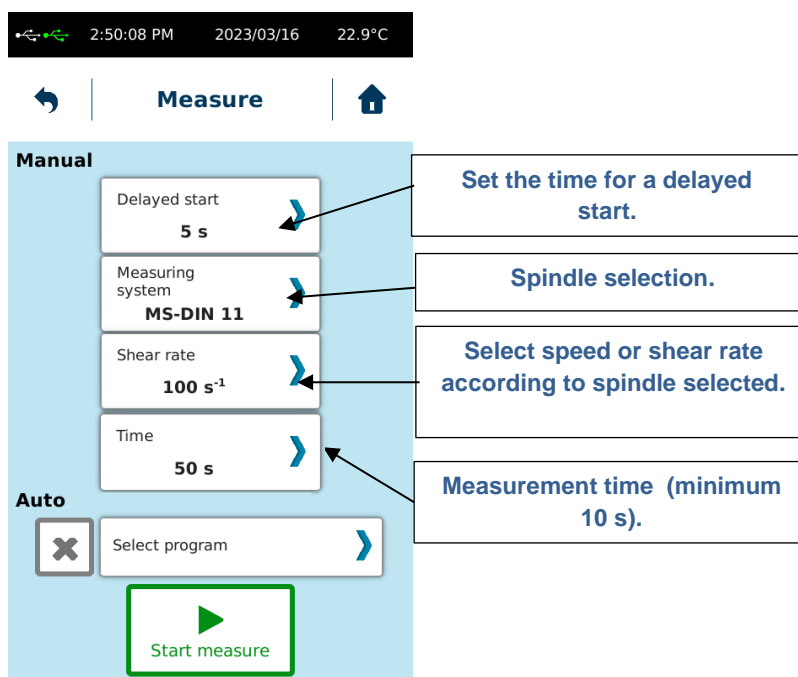 2:50:08 PM 2023/03/16 22.9°C
Measure
Manual
Delayed start
5 s
Set the time for a delayed
start.
Measuring
system
MS-DIN 11
Spindle selection.
Shear rate
100 s⁻¹
Select speed or shear rate
according to spindle selected.
Time
50 s
Measurement time (minimum
10 s).
Auto
Select program
Start measure